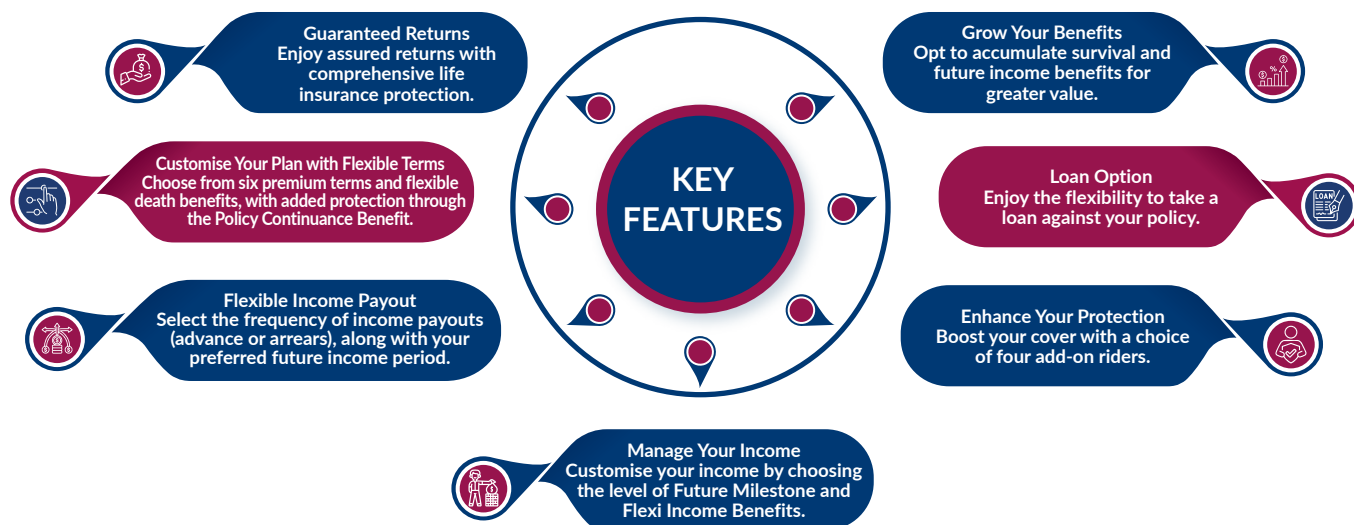 Guaranteed Returns
Enjoy assured returns with
comprehensive life
insurance protection.
Customise Your Plan with Flexible Terms
Choose from six premium terms and flexible
death benefits, with added protection through
the Policy Continuance Benefit.
Flexible Income Payout
Select the frequency of income payouts
(advance or arrears), along with your
preferred future income period.
KEY
FEATURES
Grow Your Benefits
Opt to accumulate survival and
future income benefits for
greater value.
Loan Option
Enjoy the flexibility to take a
loan against your policy.
LOAN
Enhance Your Protection
Boost your cover with a choice
of four add-on riders.
Manage Your Income
Customise your income by choosing
the level of Future Milestone and
Flexi Income Benefits.